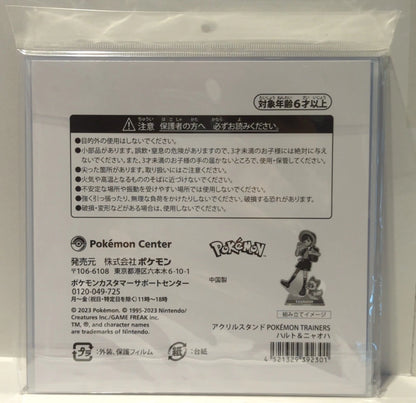 対象年齢6才以上
注意 保護者の方へ 必ずお読みください。
●目的外の使用はしないでください。
●小部品があります。誤飲・窒息の危険がありますので、3才未満のお子様には絶対に与
えないでください。また、3才未満のお子様の手の届かないところで、使用・保管してください。
●尖った箇所があります。取り扱いにはご注意ください。
●火気や高温となるもののそばに近づけないでください。
●不安定な場所や振動を受けやすい場所では使用しないでください。
●強く引っ張ったり、無理な負荷をかけたりしないでください。破損する恐れがあります。
●破損・変形などがある場合は、使用しないでください。
Pokémon Center
POKÉMON
発売元 株式会社ポケモン
〒106-6108 東京都港区六本木6-10-1
中国製
ポケモンカスタマーサポートセンター
0120-049-725
月〜金(祝日・特定日を除く)11時〜18時
組み立てイメージ
© 2023 Pokémon. © 1995-2023 Nintendo/
Creatures Inc./GAME FREAK inc.
™, ®, and character names
are trademarks of Nintendo.
アクリルスタンド POKÉMON TRAINERS
ハルト&ニャオハ
プラ
:外装、保護フィルム
紙
:台紙
4 521329 392301